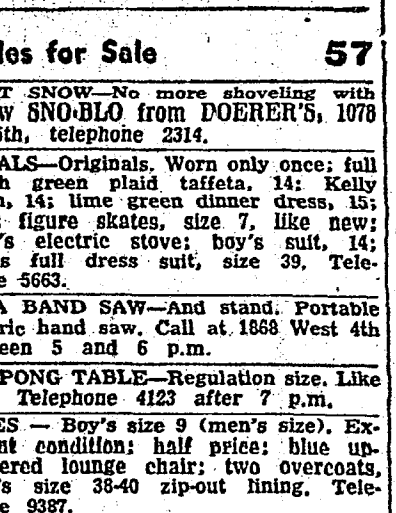 les for Sale 57
T SNOW—No more shoveling with
w SNO-BLO from DOERER'S, 1078
5th, telephone 2314.
ALS—Originals. Worn only once; full
h green plaid taffeta, 14; Kelly
n, 14; lime green dinner dress, 15;
s figure skates, size 7, like new;
's electric stove; boy's suit, 14;
s full dress suit, size 39. Tele-
e 5663.
A BAND SAW—And stand. Portable
ric hand saw. Call at 1868 West 4th
een 5 and 6 p.m.
PONG TABLE—Regulation size. Like
Telephone 4123 after 7 p.m.
ES — Boy's size 9 (men's size). Ex-
nt condition; half price; blue up-
ered lounge chair; two overcoats,
's size 38-40 zip-out lining. Tele-
e 9387.